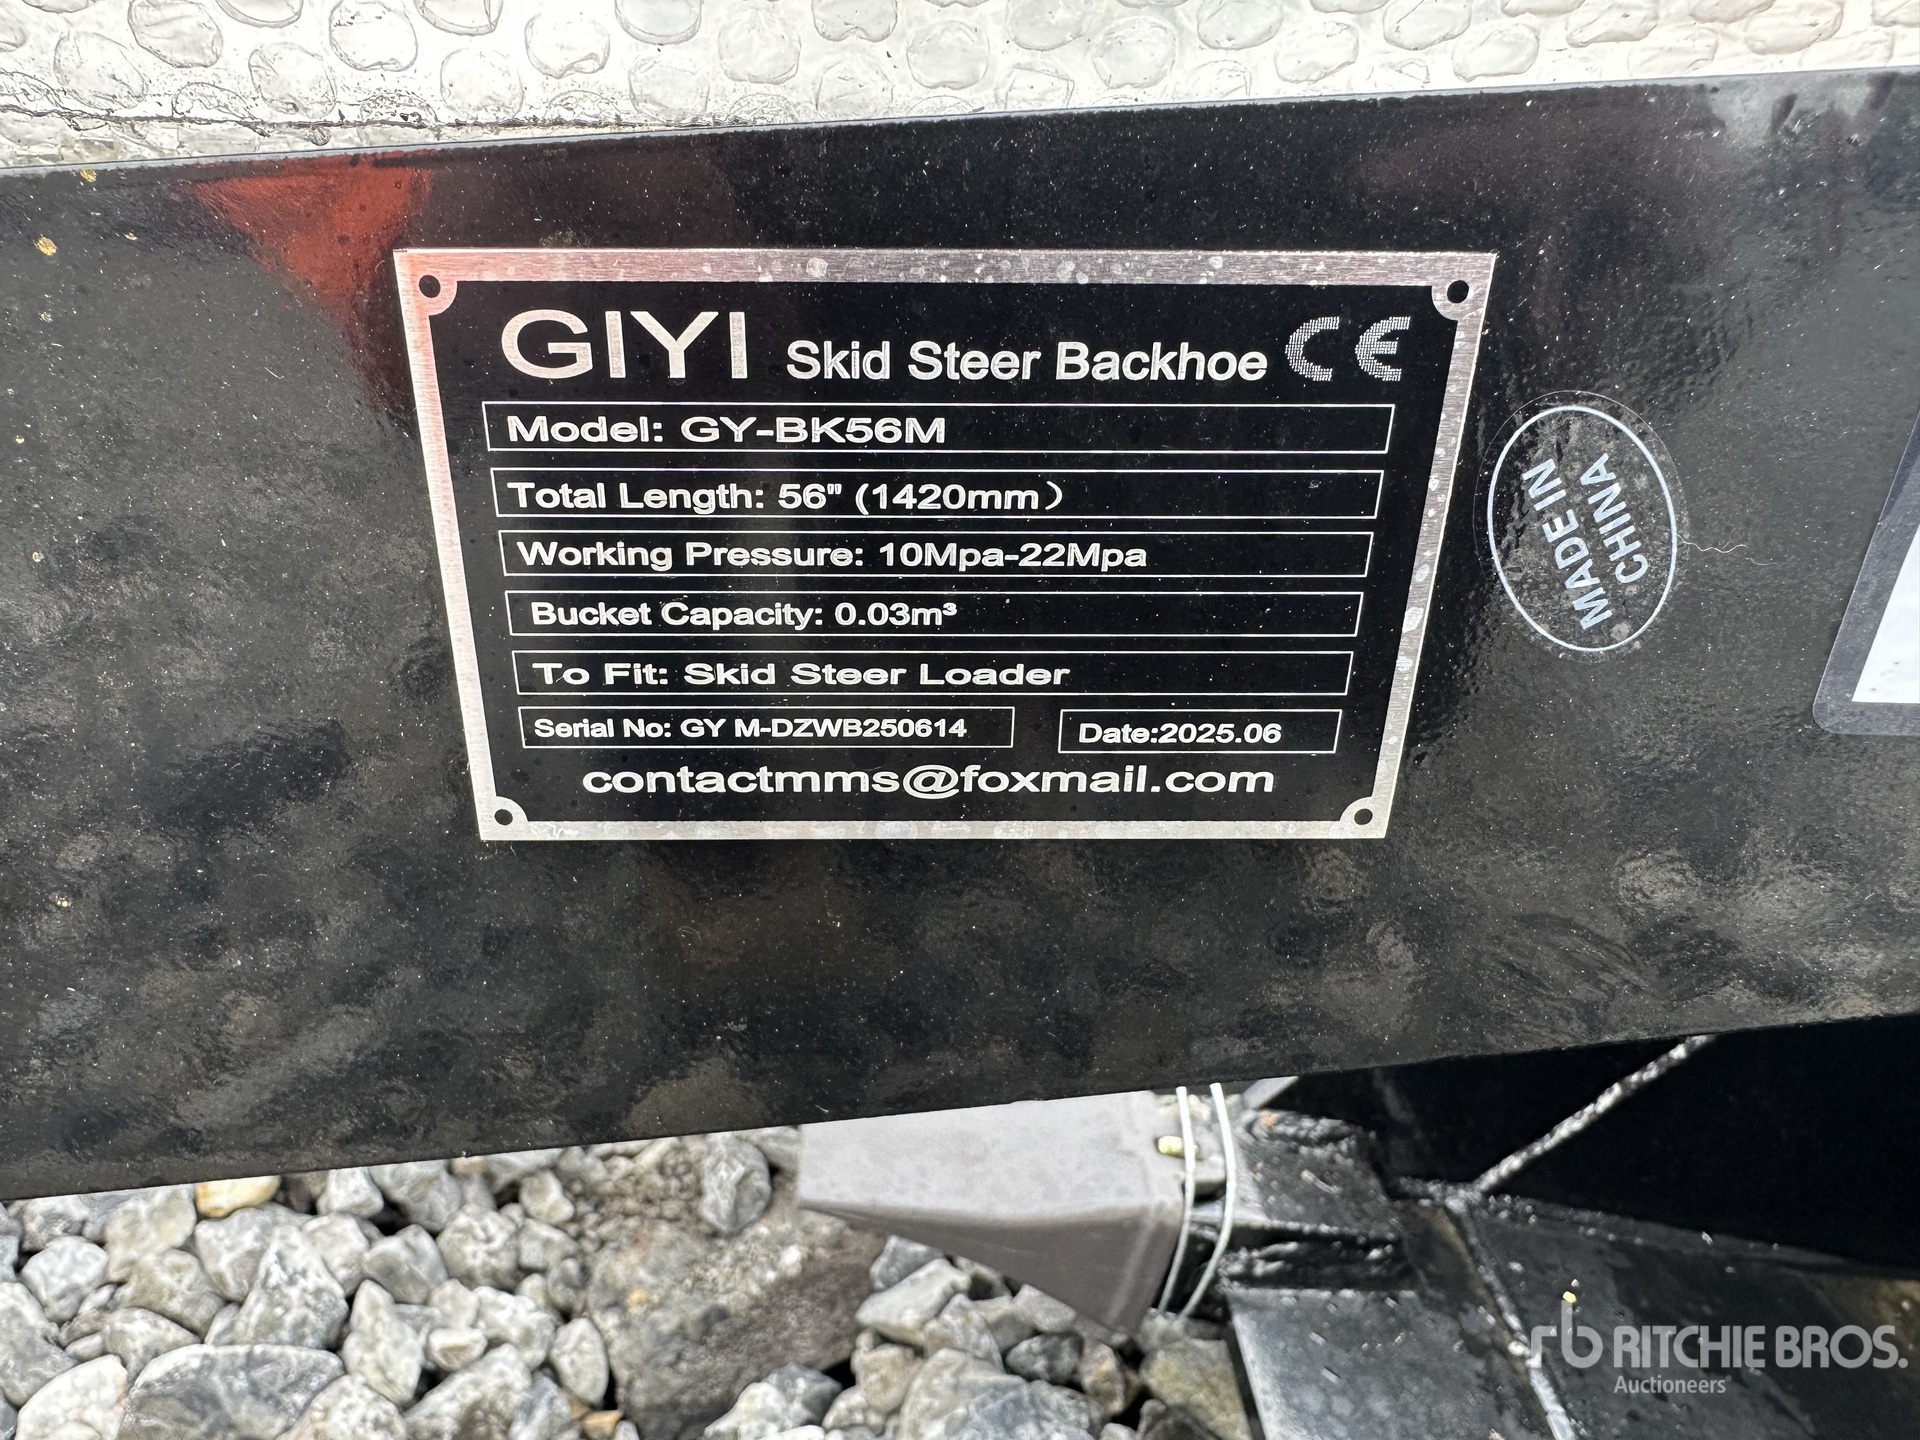 GIYI Skid Steer Backhoe CE
Model: GY-BK56M
Total Length: 56" (1420mm）
Working Pressure: 10Mpa-22Mpa
Bucket Capacity: 0.03m³
To Fit: Skid Steer Loader
Serial No: GY M-DZWB250614
Date:2025.06
contactmms@foxmail.com
MADE IN
CHINA
rb RITCHIE BROS.
Auctioneers